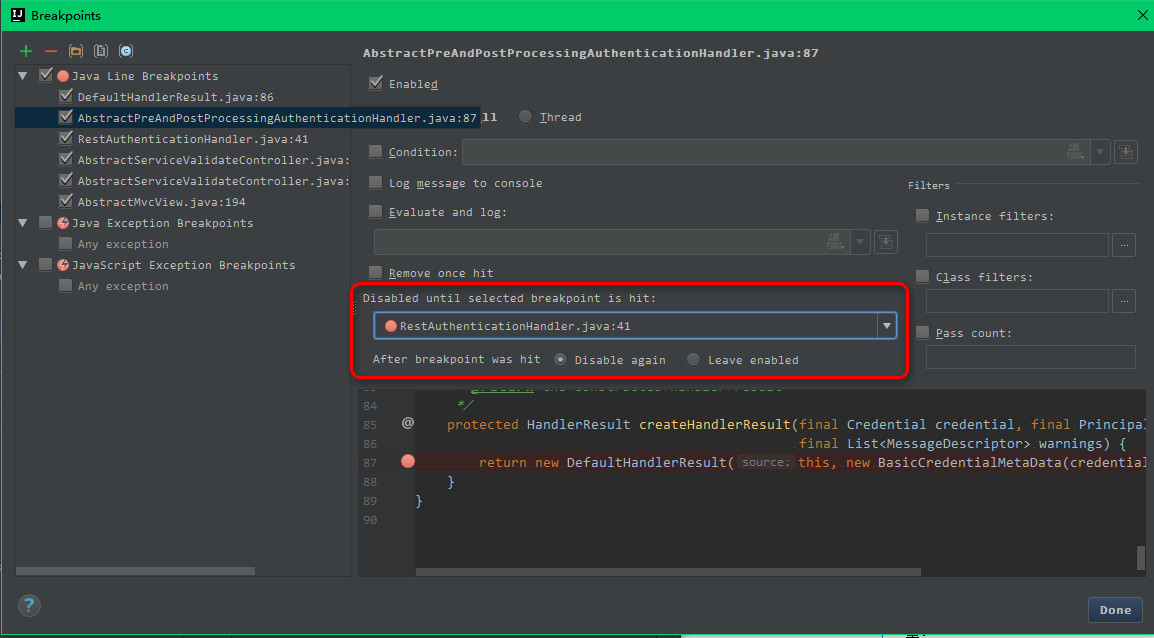 Breakpoints
Java Line Breakpoints
DefaultHandlerResult.java:86
AbstractPreAndPostProcessingAuthenticationHandler.java:87
RestAuthenticationHandler.java:41
AbstractServiceValidateController.java:
AbstractServiceValidateController.java:
AbstractMvcView.java:194
Java Exception Breakpoints
Any exception
JavaScript Exception Breakpoints
Any exception
AbstractPreAndPostProcessingAuthenticationHandler.java:87
Enabled
ll Thread
Condition:
Log message to console
Evaluate and log:
Remove once hit
Filters
Instance filters:
...
Class filters:
...
Pass count:
Disabled until selected breakpoint is hit:
RestAuthenticationHandler.java:41
After breakpoint was hit Disable again Leave enabled
84 */
85 @ protected HandlerResult createHandlerResult(final Credential credential, final Principal
86 final List<MessageDescriptor> warnings) {
87 return new DefaultHandlerResult( source: this, new BasicCredentialMetaData(credential
88 }
89 }
90
?
Done